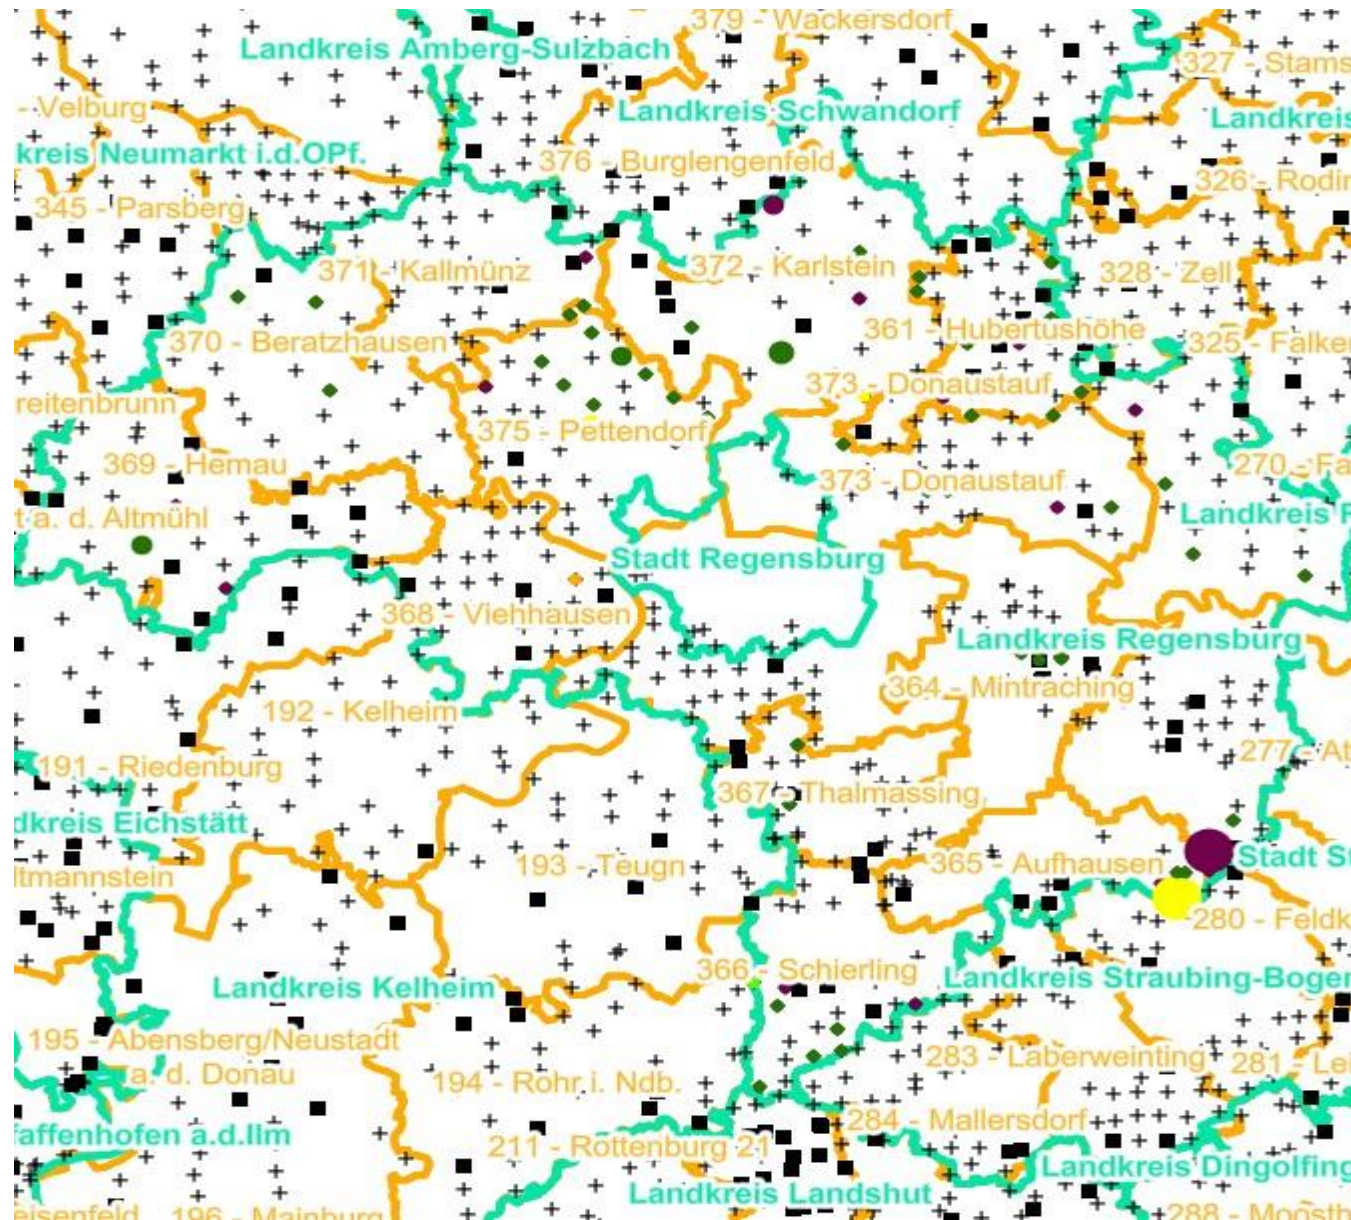 379 - Wackersdorf
Landkreis Amberg-Sulzbach
327 - Stams
- Velburg
Landkreis Schwandorf
Landkreis
kreis Neumarkt i.d.OPf.
376 - Burglengenfeld
326 - Rodin
345 - Parsberg
371 - Kallmünz
372 - Karlstein
328 - Zell
370 - Beratzhausen
361 - Hubertushöhe
325 - Falke
373 - Donaustauf
reitenbrunn
375 - Pettendorf
369 - Hemau
270 - Fa
373 - Donaustauf
t a. d. Altmühl
Landkreis
Stadt Regensburg
368 - Viehhausen
Landkreis Regensburg
364 - Mintraching
192 - Kelheim
277 - At
191 - Riedenburg
367 - Thalmassing
dkreis Eichstätt
193 - Teugn
365 - Aufhausen
Stadt St
ltmannstein
280 - Feldk
366 - Schierling
Landkreis Kelheim
Landkreis Straubing-Bogen
195 - Abensberg/Neustadt
a. d. Donau
283 - Laberweinting
281 - Lei
194 - Rohr i. Ndb.
284 - Mallersdorf
faffenhofen a.d.Ilm
211 - Rottenburg 21
Landkreis Dingolfing
Landkreis Landshut
eisenfeld
196 - Mainburg
288 - Moosth